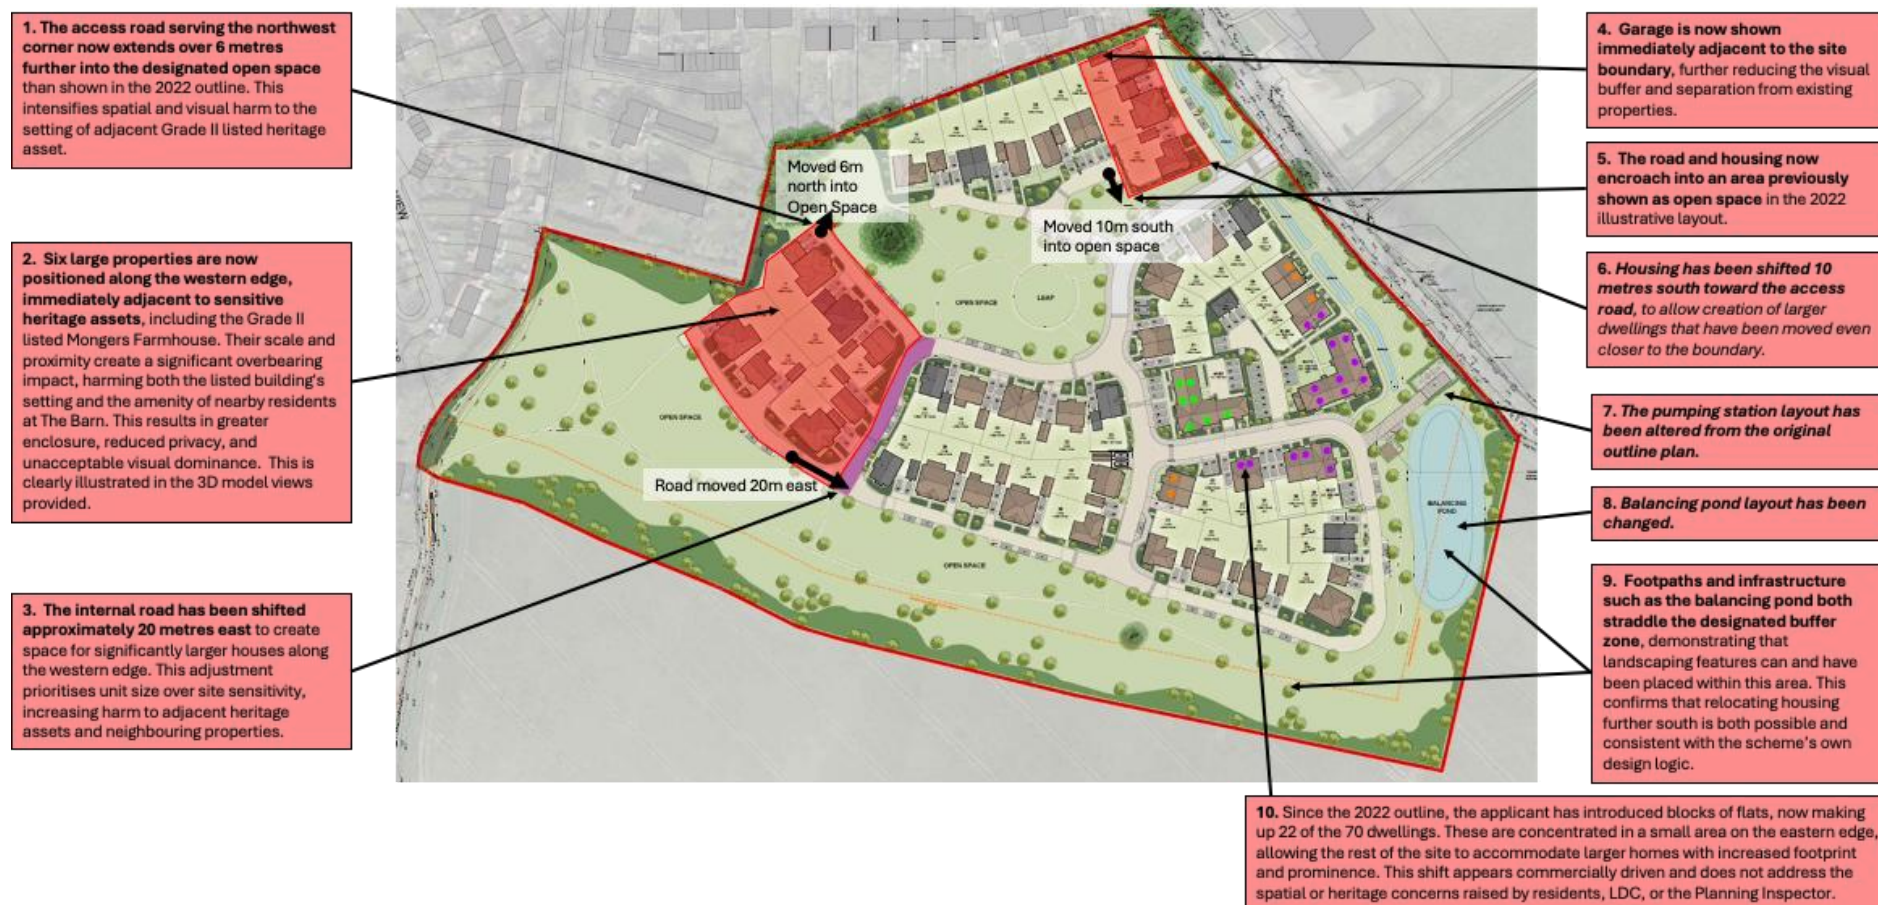 1. The access road serving the northwest
corner now extends over 6 metres
further into the designated open space
than shown in the 2022 outline. This
intensifies spatial and visual harm to the
setting of adjacent Grade II listed heritage
asset.
2. Six large properties are now
positioned along the western edge,
immediately adjacent to sensitive
heritage assets, including the Grade II
listed Mongers Farmhouse. Their scale and
proximity create a significant overbearing
impact, harming both the listed building's
setting and the amenity of nearby residents
at The Barn. This results in greater
enclosure, reduced privacy, and
unacceptable visual dominance. This is
clearly illustrated in the 3D model views
provided.
3. The internal road has been shifted
approximately 20 metres east to create
space for significantly larger houses along
the western edge. This adjustment
prioritises unit size over site sensitivity,
increasing harm to adjacent heritage
assets and neighbouring properties.
VIEW
Moved 6m
north into
Open Space
Moved 10m south
into open space
OPEN SPACE
LEAP
OPEN SPACE
Road moved 20m east
OPEN SPACE
BALANCING
POND
4. Garage is now shown
immediately adjacent to the site
boundary, further reducing the visual
buffer and separation from existing
properties.
5. The road and housing now
encroach into an area previously
shown as open space in the 2022
illustrative layout.
6. Housing has been shifted 10
metres south toward the access
road, to allow creation of larger
dwellings that have been moved even
closer to the boundary.
7. The pumping station layout has
been altered from the original
outline plan.
8. Balancing pond layout has been
changed.
9. Footpaths and infrastructure
such as the balancing pond both
straddle the designated buffer
zone, demonstrating that
landscaping features can and have
been placed within this area. This
confirms that relocating housing
further south is both possible and
consistent with the scheme's own
design logic.
10. Since the 2022 outline, the applicant has introduced blocks of flats, now making
up 22 of the 70 dwellings. These are concentrated in a small area on the eastern edge,
allowing the rest of the site to accommodate larger homes with increased footprint
and prominence. This shift appears commercially driven and does not address the
spatial or heritage concerns raised by residents, LDC, or the Planning Inspector.